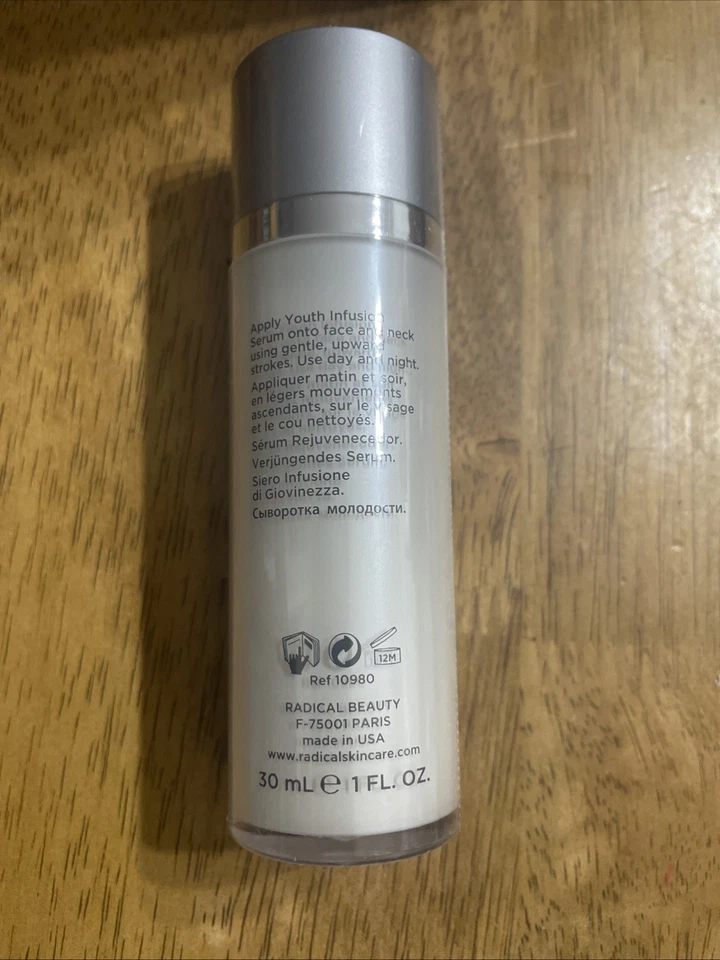 Apply Youth Infusion
Serum onto face and neck
using gentle, upward
strokes. Use day and night.
Appliquer matin et soir,
en légers mouvements
ascendants, sur le visage
et le cou nettoyés.
Sérum Rejuvenecedor.
Verjüngendes Serum.
Siero Infusione
di Giovinezza.
Сыворотка молодости.
12M
Ref 10980
RADICAL BEAUTY
F-75001 PARIS
made in USA
www.radicalskincare.com
30 mL ℮ 1 FL. OZ.